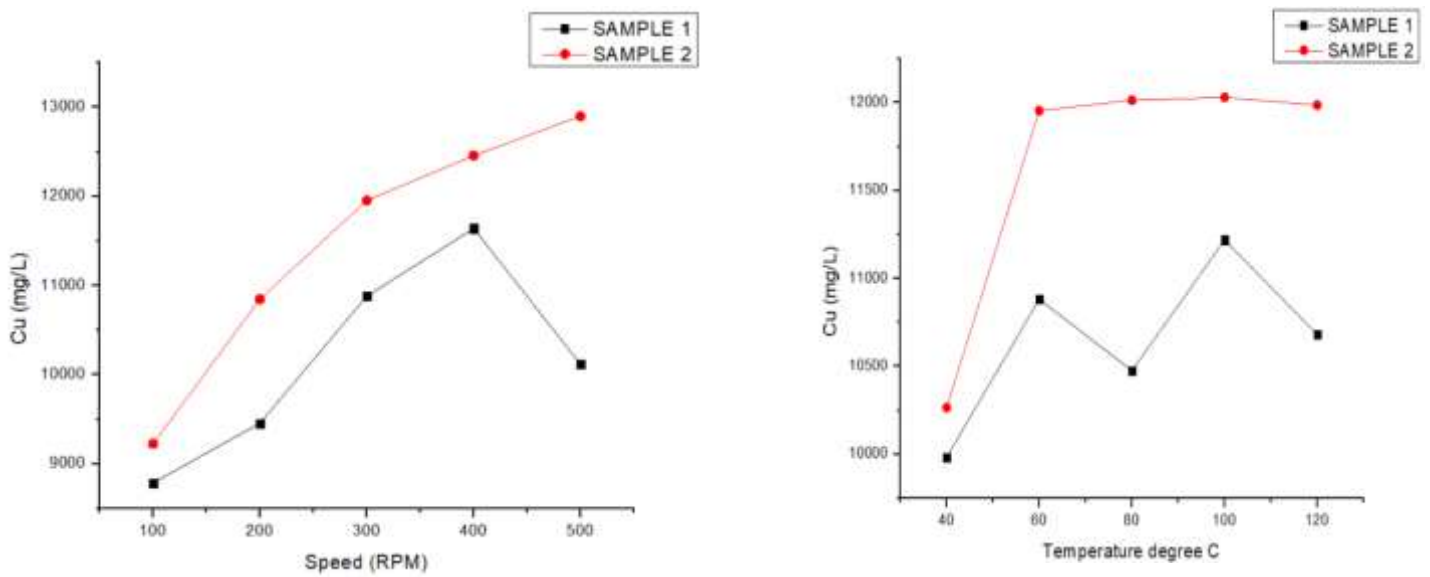 SAMPLE 1
SAMPLE 2
13000
12000
11000
10000
9000
Cu (mg/L)
100 200 300 400 500
Speed (RPM)
SAMPLE 1
SAMPLE 2
12000
11500
11000
10500
10000
Cu (mg/L)
40 60 80 100 120
Temperature degree C